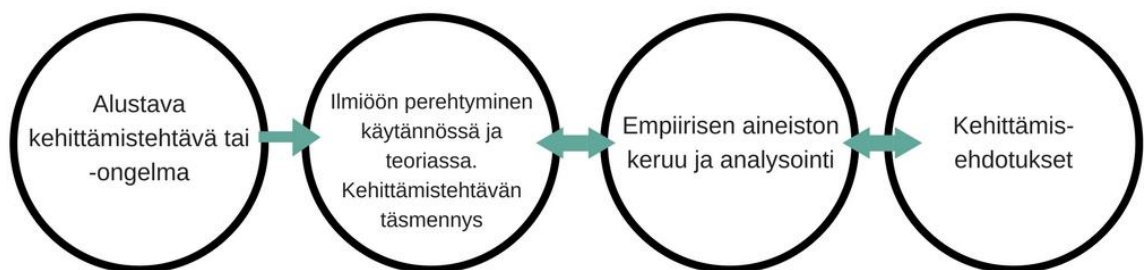 Alustava
kehittämistehtävä tai
-ongelma
Ilmiöön perehtyminen
käytännössä ja
teoriassa.
Kehittämistehtävän
täsmennys
Empiirisen aineiston
keruu ja analysointi
Kehittämis-
ehdotukset